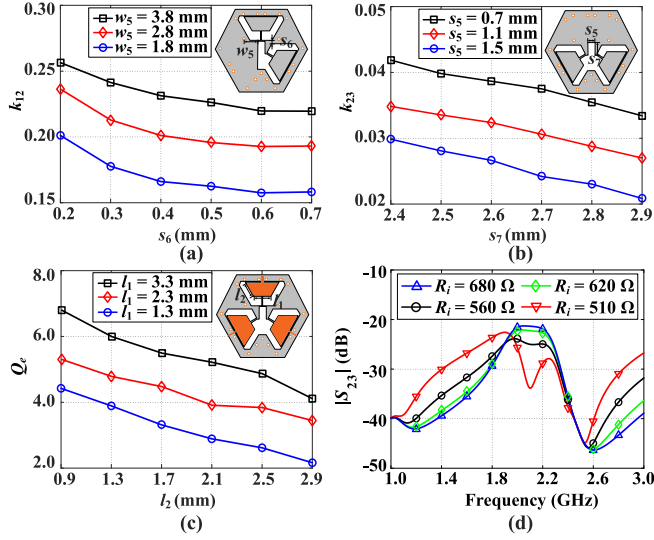 (a)
w5 = 3.8 mm
w5 = 2.8 mm
w5 = 1.8 mm
w5
s6
k12
0.30
0.25
0.20
0.15
0.2 0.3 0.4 0.5 0.6 0.7
s6 (mm)
(a)
s5 = 0.7 mm
s5 = 1.1 mm
s5 = 1.5 mm
s5
s7
k23
0.05
0.04
0.03
0.02
2.4 2.5 2.6 2.7 2.8 2.9
s7 (mm)
(b)
l1 = 3.3 mm
l1 = 2.3 mm
l1 = 1.3 mm
l2
Qe
8.0
6.0
4.0
2.0
0.9 1.3 1.7 2.1 2.5 2.9
l2 (mm)
(c)
Ri = 680 Ω
Ri = 620 Ω
Ri = 560 Ω
Ri = 510 Ω
|S23| (dB)
-10
-20
-30
-40
-50
1.0 1.4 1.8 2.2 2.6 3.0
Frequency (GHz)
(d)